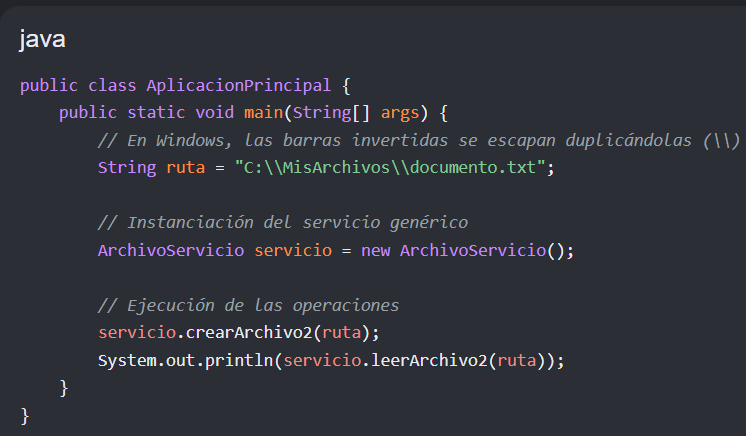 java
public class AplicacionPrincipal {
    public static void main(String[] args) {
        // En Windows, las barras invertidas se escapan duplicándolas (\\)
        String ruta = "C:\\MisArchivos\\documento.txt";

        // Instanciación del servicio genérico
        ArchivoServicio servicio = new ArchivoServicio();

        // Ejecución de las operaciones
        servicio.crearArchivo2(ruta);
        System.out.println(servicio.leerArchivo2(ruta));
    }
}